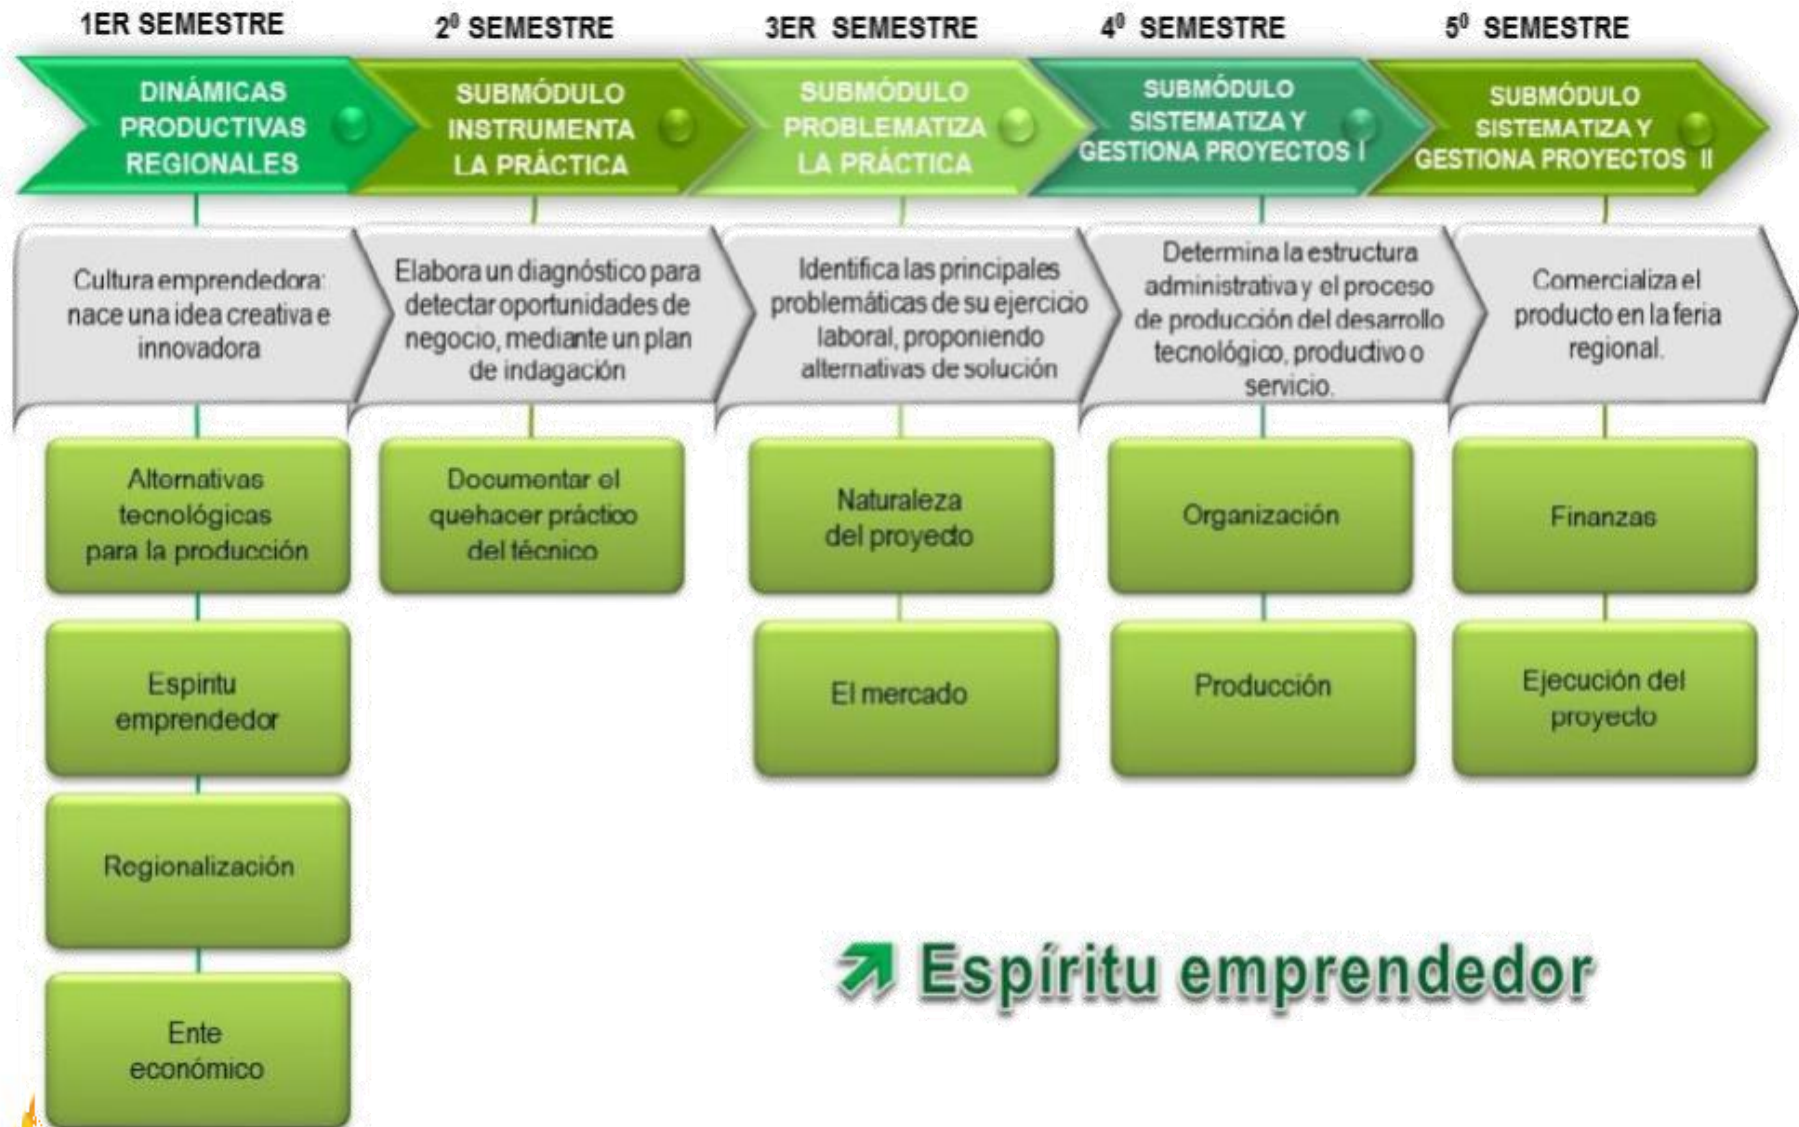 1ER SEMESTRE
2⁰ SEMESTRE
3ER SEMESTRE
4⁰ SEMESTRE
5⁰ SEMESTRE
DINÁMICAS
PRODUCTIVAS
REGIONALES
SUBMÓDULO
INSTRUMENTA
LA PRÁCTICA
SUBMÓDULO
PROBLEMATIZA
LA PRÁCTICA
SUBMÓDULO
SISTEMATIZA Y
GESTIONA PROYECTOS I
SUBMÓDULO
SISTEMATIZA Y
GESTIONA PROYECTOS II
Cultura emprendedora:
nace una idea creativa e
innovadora
Elabora un diagnóstico para
detectar oportunidades de
negocio, mediante un plan
de indagación
Identifica las principales
problemáticas de su ejercicio
laboral, proponiendo
alternativas de solución
Determina la estructura
administrativa y el proceso
de producción del desarrollo
tecnológico, productivo o
servicio.
Comercializa el
producto en la feria
regional.
Alternativas
tecnológicas
para la producción
Documentar el
quehacer práctico
del técnico
Naturaleza
del proyecto
Organización
Finanzas
Espíritu
emprendedor
El mercado
Producción
Ejecución del
proyecto
Regionalización
Ente
económico
Espíritu emprendedor